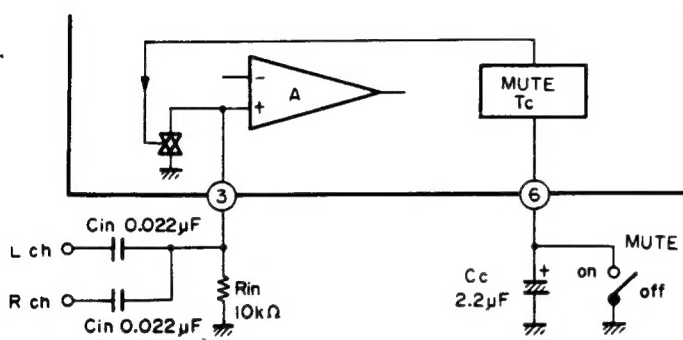 −
+
A
MUTE
Tc
3
6
Cin 0.022µF
L ch
R ch
Cin 0.022µF
Rin
10kΩ
Cc
2.2µF
+
MUTE
on
off